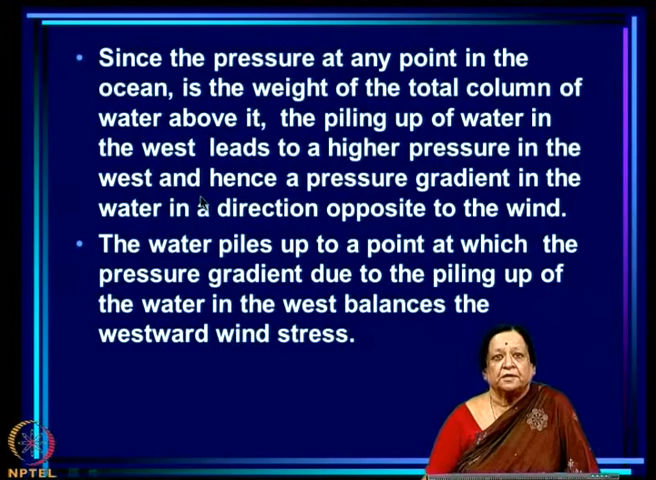 • Since the pressure at any point in the
ocean, is the weight of the total column of
water above it, the piling up of water in
the west leads to a higher pressure in the
west and hence a pressure gradient in the
water in a direction opposite to the wind.
• The water piles up to a point at which the
pressure gradient due to the piling up of
the water in the west balances the
westward wind stress.
NPTEL